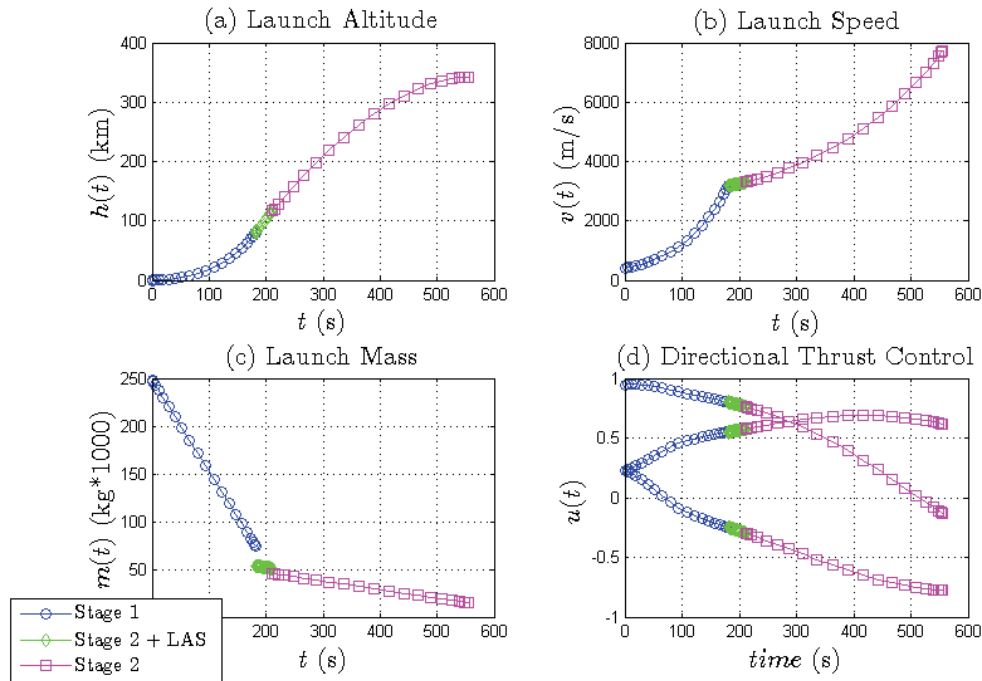 (a) Launch Altitude
400
300
200
100
0
h(t) (km)
0 100 200 300 400 500 600
t (s)
(b) Launch Speed
8000
6000
4000
2000
0
v(t) (m/s)
0 100 200 300 400 500 600
t (s)
(c) Launch Mass
250
200
150
100
50
m(t) (kg*1000)
200 300 400 500 600
t (s)
(d) Directional Thrust Control
1
0.5
0
-0.5
-1
u(t)
0 100 200 300 400 500 600
time (s)
Stage 1
Stage 2 + LAS
Stage 2